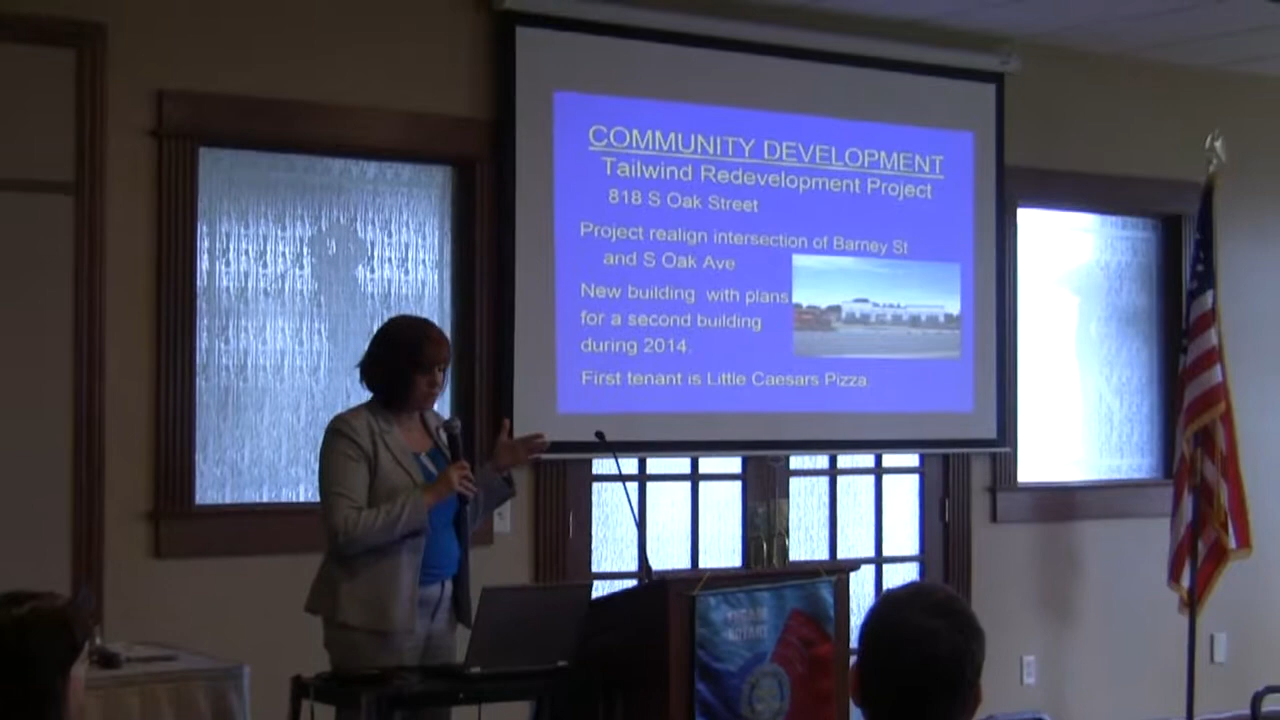 COMMUNITY DEVELOPMENT
Tailwind Redevelopment Project
818 S Oak Street
Project realign intersection of Barney St
and S Oak Ave
New building with plans
for a second building
during 2014.
First tenant is Little Caesars Pizza.
ROTARY